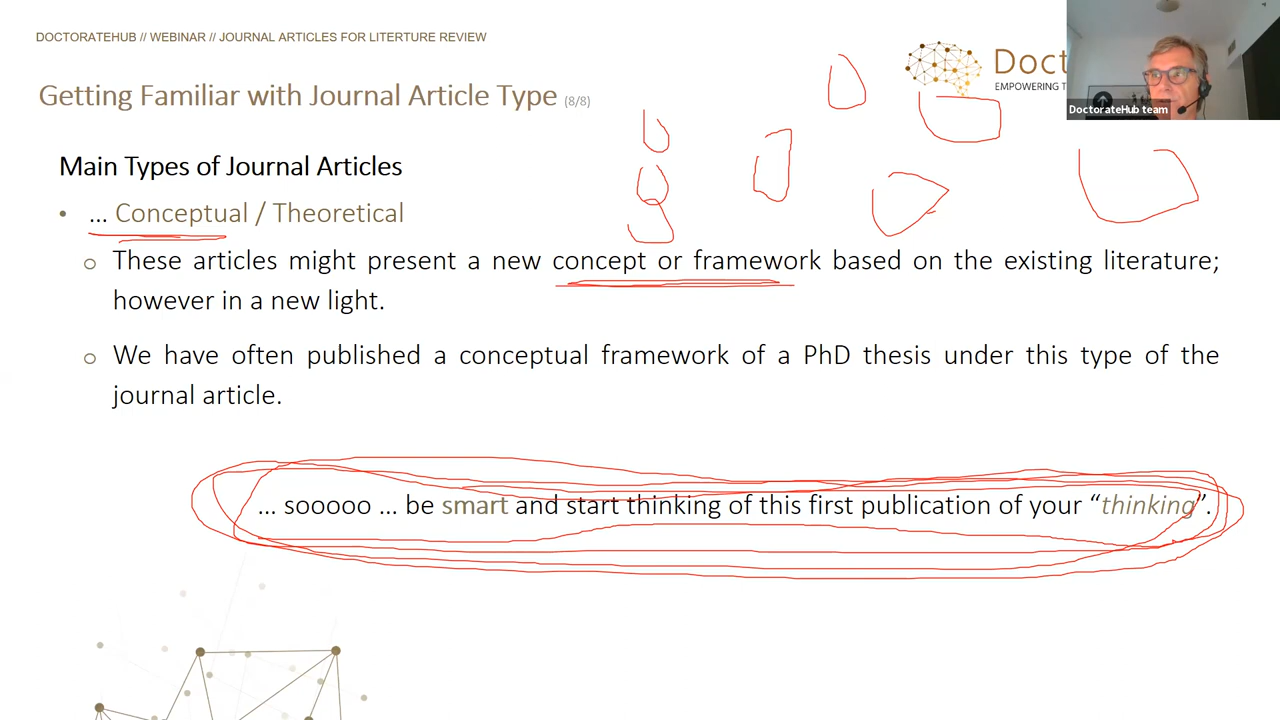 DOCTORATEHUB // WEBINAR // JOURNAL ARTICLES FOR LITERTURE REVIEW
Doct
EMPOWERING T
DoctorateHub team
Getting Familiar with Journal Article Type (8/8)
Main Types of Journal Articles
• ... Conceptual / Theoretical
o These articles might present a new concept or framework based on the existing literature;
however in a new light.
o We have often published a conceptual framework of a PhD thesis under this type of the
journal article.
... sooooo ... be smart and start thinking of this first publication of your “thinking”.